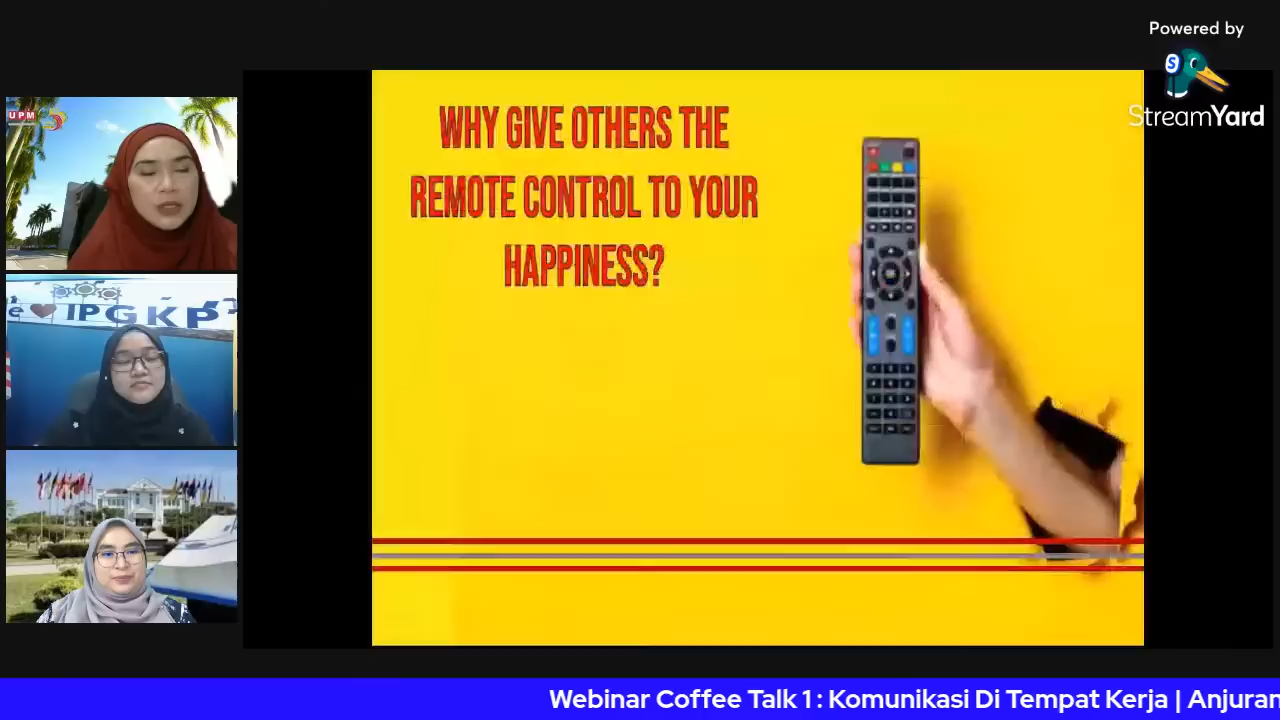 Powered by
StreamYard
UPM
WHY GIVE OTHERS THE
REMOTE CONTROL TO YOUR
HAPPINESS?
IPGKP
Webinar Coffee Talk 1 : Komunikasi Di Tempat Kerja | Anjuran